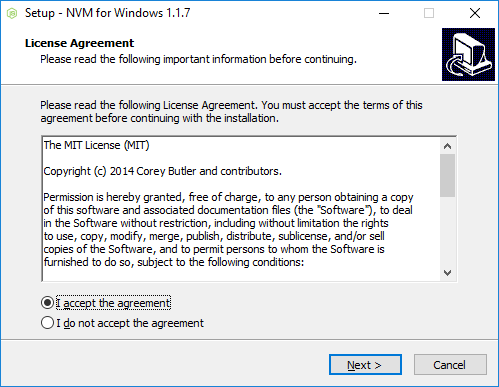 Setup - NVM for Windows 1.1.7
License Agreement
Please read the following important information before continuing.
Please read the following License Agreement. You must accept the terms of this
agreement before continuing with the installation.
The MIT License (MIT)
Copyright (c) 2014 Corey Butler and contributors.
Permission is hereby granted, free of charge, to any person obtaining a copy
of this software and associated documentation files (the "Software"), to deal
in the Software without restriction, including without limitation the rights
to use, copy, modify, merge, publish, distribute, sublicense, and/or sell
copies of the Software, and to permit persons to whom the Software is
furnished to do so, subject to the following conditions:
I accept the agreement
I do not accept the agreement
Next >
Cancel